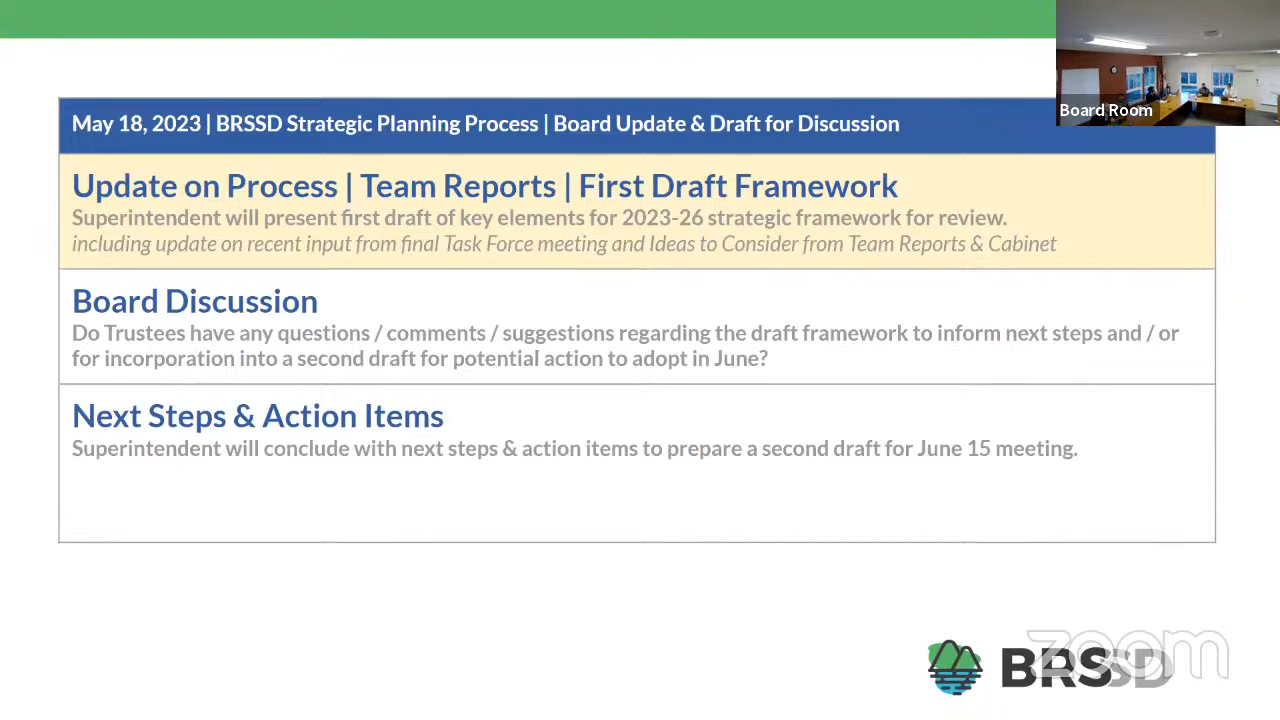 Board Room
May 18, 2023 | BRSSD Strategic Planning Process | Board Update & Draft for Discussion
Update on Process | Team Reports | First Draft Framework
Superintendent will present first draft of key elements for 2023-26 strategic framework for review.
including update on recent input from final Task Force meeting and Ideas to Consider from Team Reports & Cabinet
Board Discussion
Do Trustees have any questions / comments / suggestions regarding the draft framework to inform next steps and / or
for incorporation into a second draft for potential action to adopt in June?
Next Steps & Action Items
Superintendent will conclude with next steps & action items to prepare a second draft for June 15 meeting.
BRSSD
zoom